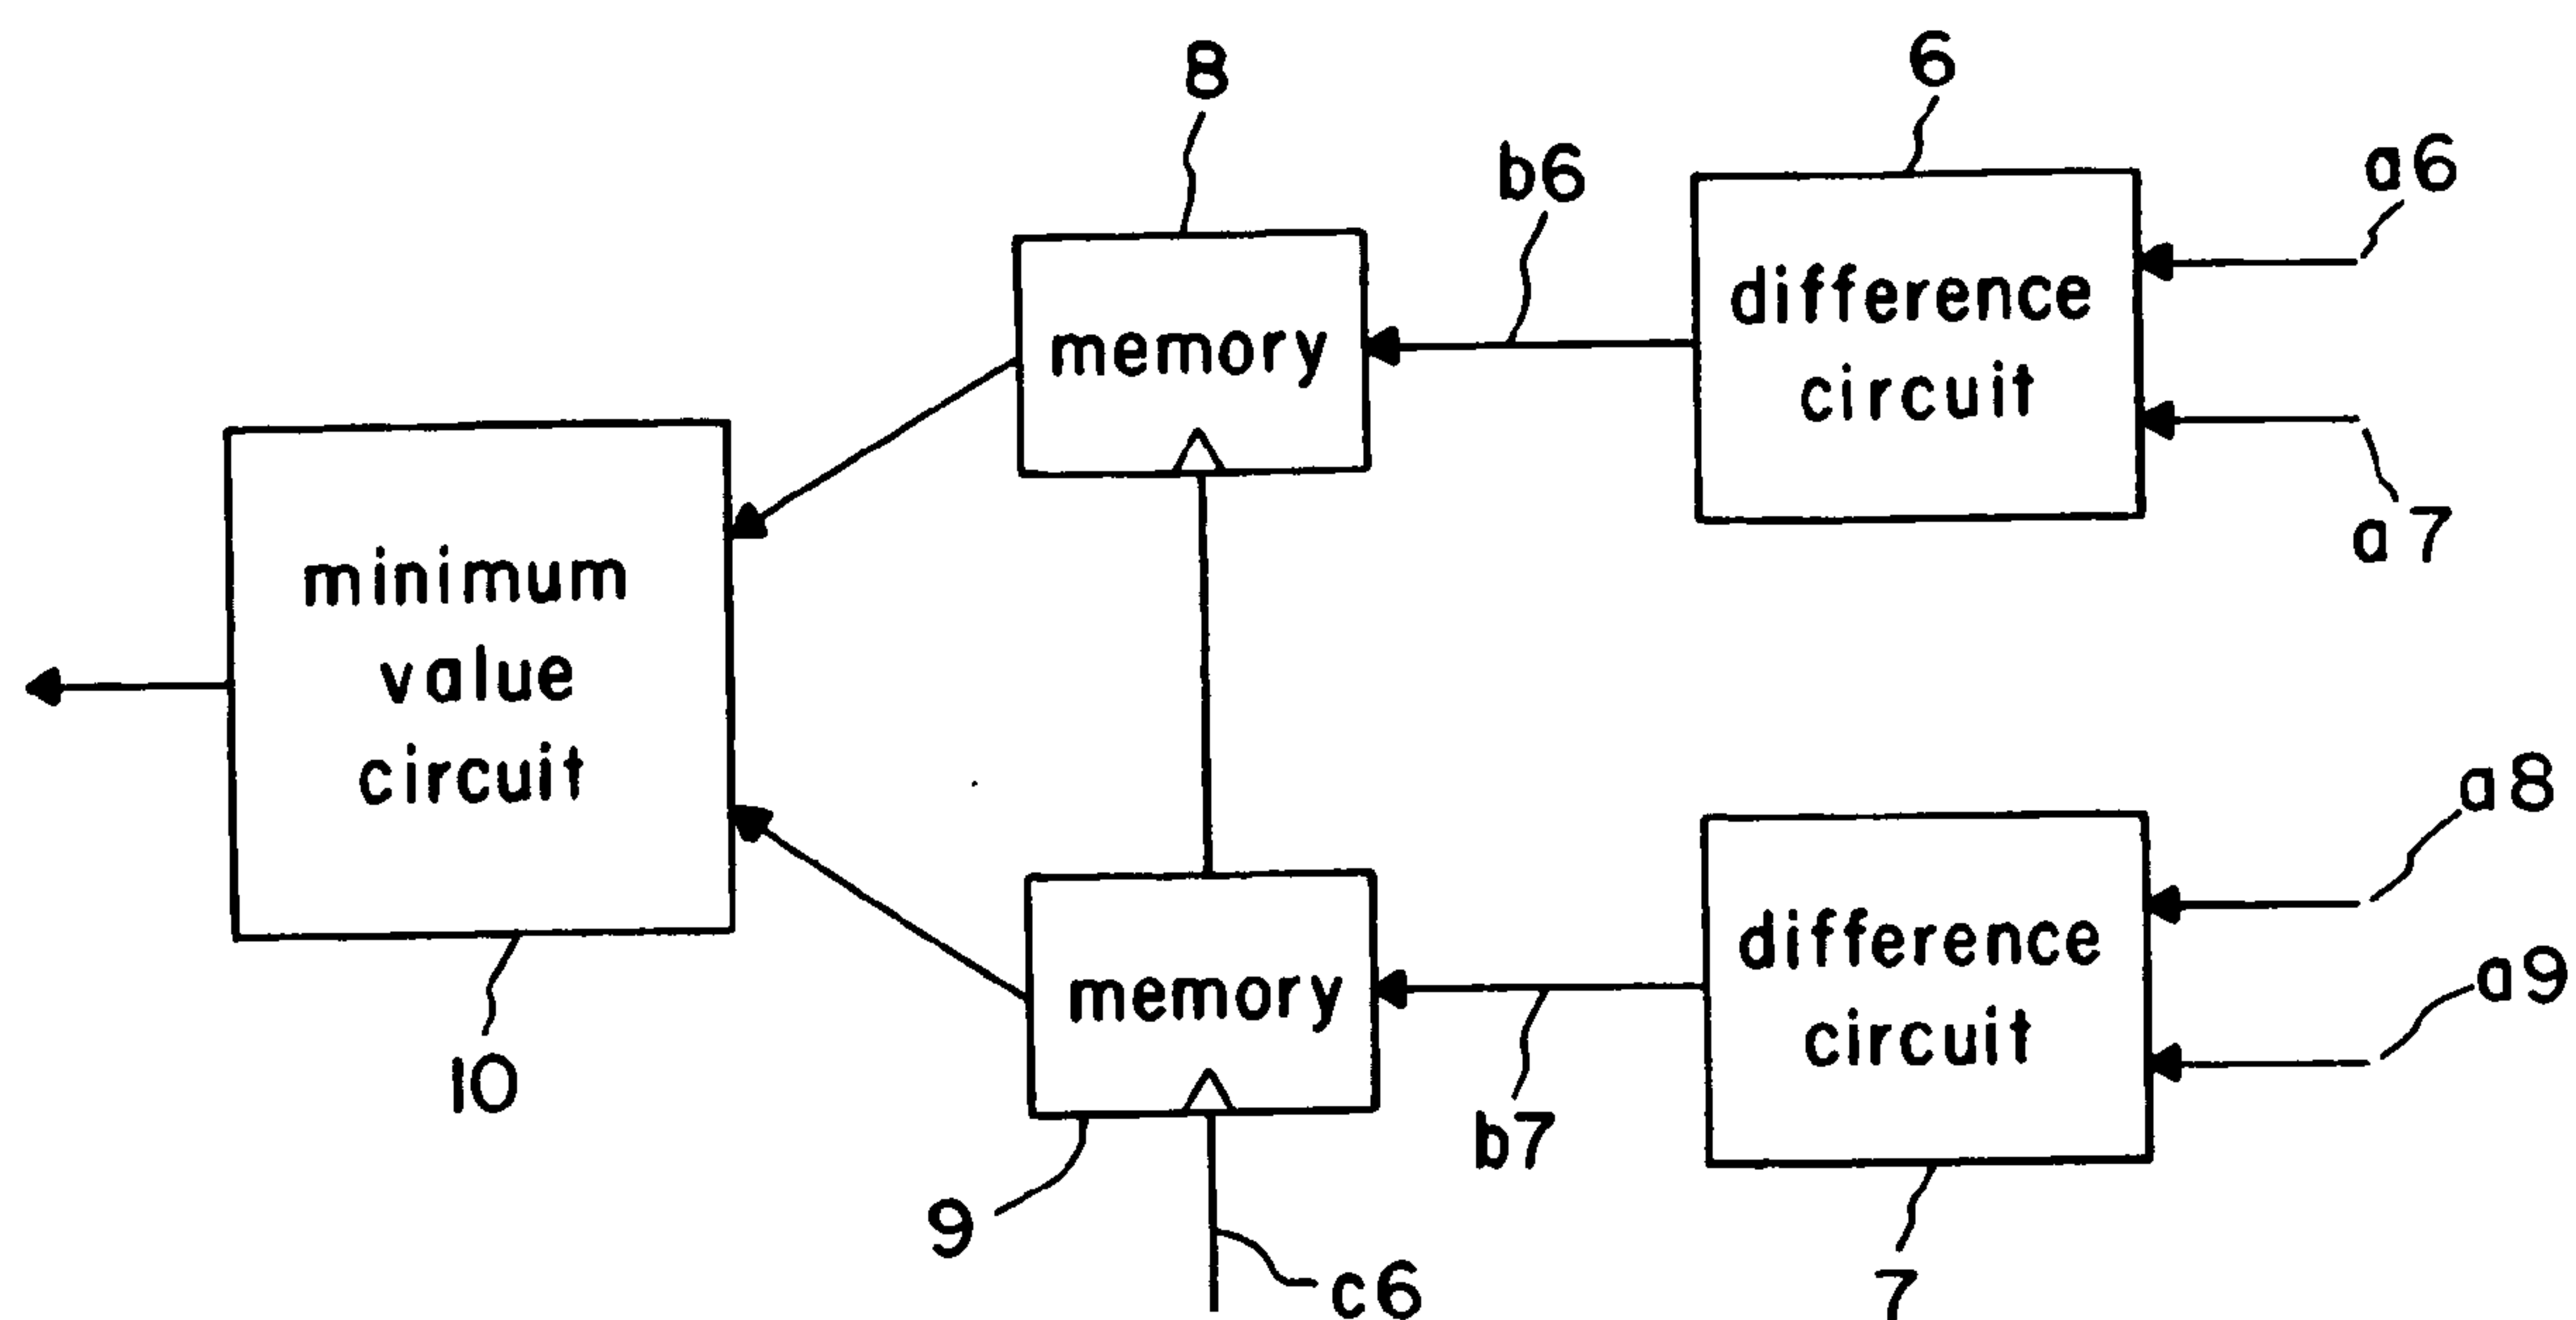 8
6
b6
a6
difference
circuit
memory
a7
minimum
value
circuit
a8
difference
circuit
a9
memory
10
b7
9
c6
7